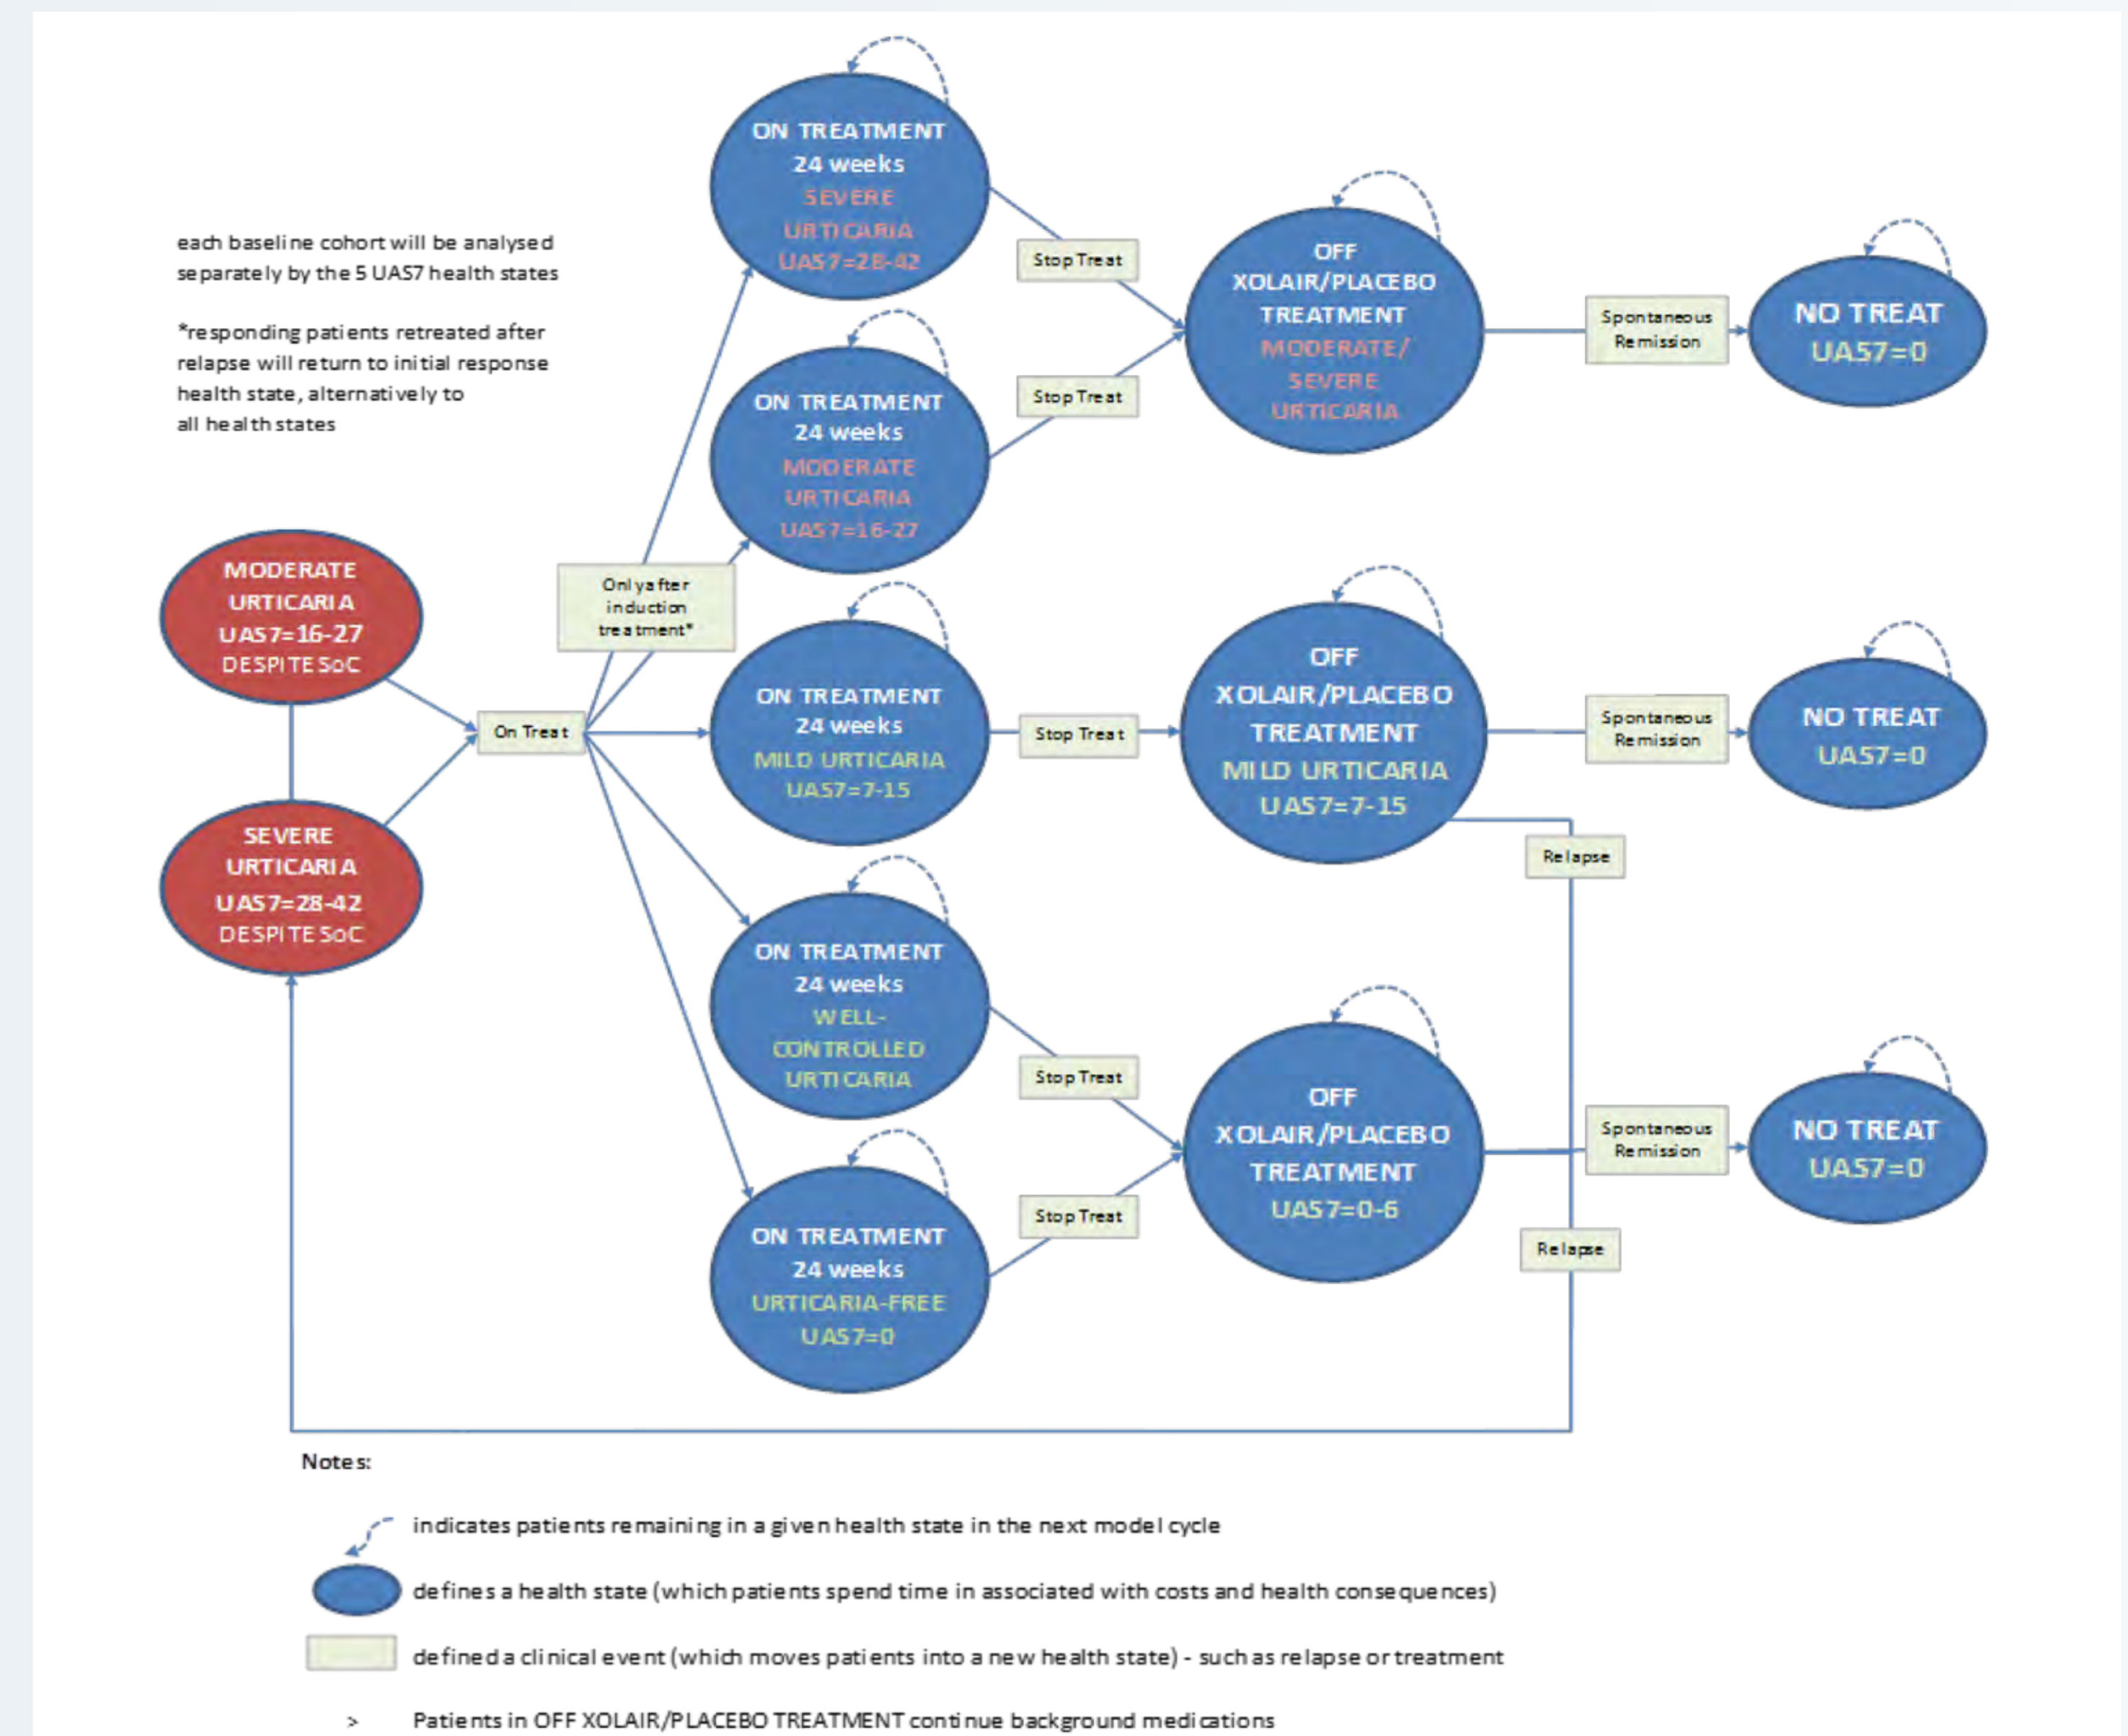 each baseline cohort will be analysed
separately by the 5 UAS7 health states
*responding patients retreated after
relapse will return to initial response
health state, alternatively to
all health states
MODERATE
URTICARIA
UAS7=16-27
DESPITE SoC
SEVERE
URTICARIA
UAS7=28-42
DESPITE SoC
On Treat
Only after
induction
treatment*
ON TREATMENT
24 weeks
SEVERE
URTICARIA
UAS7=28-42
ON TREATMENT
24 weeks
MODERATE
URTICARIA
UAS7=16-27
ON TREATMENT
24 weeks
MILD URTICARIA
UAS7=7-15
ON TREATMENT
24 weeks
WELL-
CONTROLLED
URTICARIA
ON TREATMENT
24 weeks
URTICARIA-FREE
UAS7=0
Stop Treat
Stop Treat
Stop Treat
Stop Treat
Stop Treat
OFF
XOLAIR/PLACEBO
TREATMENT
MODERATE/
SEVERE
URTICARIA
OFF
XOLAIR/PLACEBO
TREATMENT
MILD URTICARIA
UAS7=7-15
OFF
XOLAIR/PLACEBO
TREATMENT
UAS7=0-6
Relapse
Relapse
Spontaneous
Remission
Spontaneous
Remission
Spontaneous
Remission
NO TREAT
UAS7=0
NO TREAT
UAS7=0
NO TREAT
UAS7=0
Notes:
indicates patients remaining in a given health state in the next model cycle
defines a health state (which patients spend time in associated with costs and health consequences)
defined a clinical event (which moves patients into a new health state) - such as relapse or treatment
> Patients in OFF XOLAIR/PLACEBO TREATMENT continue background medications